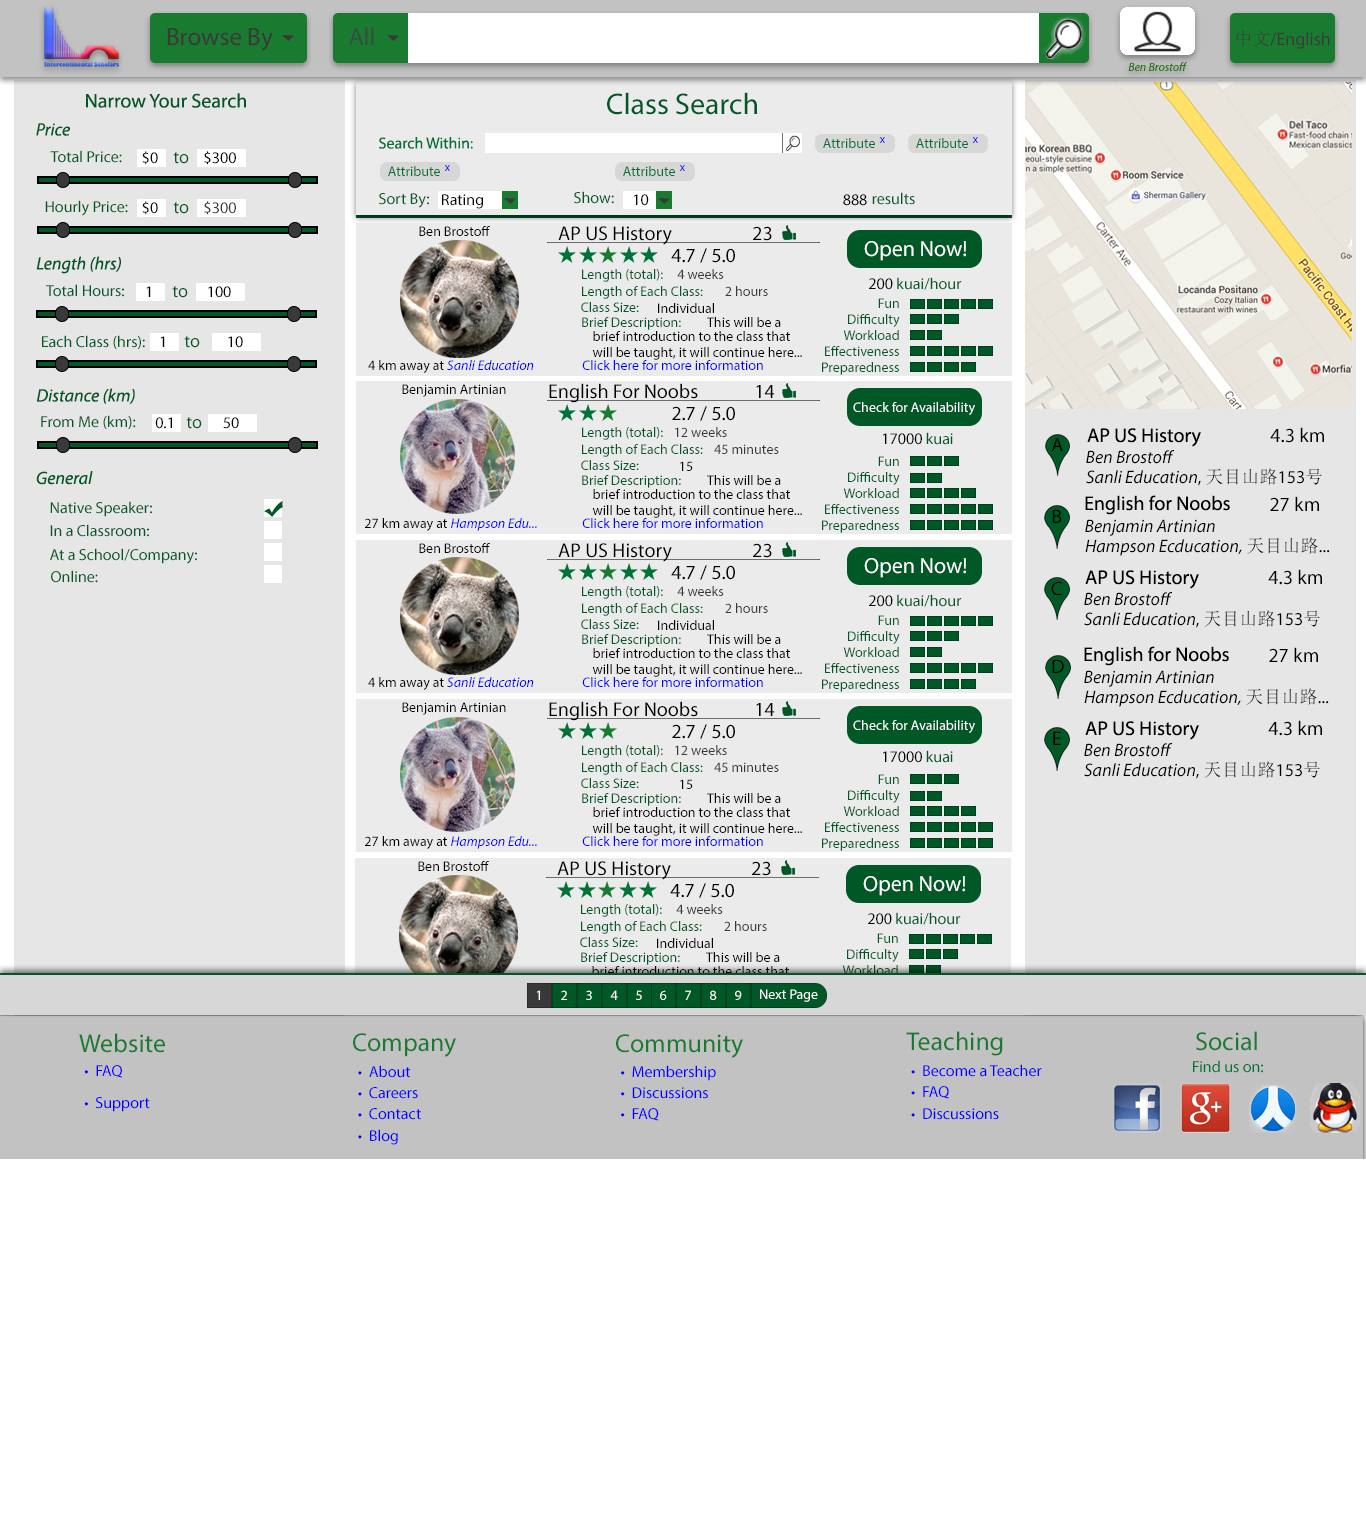 Browse By
All
Intercontinental Scholars
Ben Brostoff
中文/English
Narrow Your Search
Price
Total Price: $0 to $300
Hourly Price: $0 to $300
Length (hrs)
Total Hours: 1 to 100
Each Class (hrs): 1 to 10
Distance (km)
From Me (km): 0.1 to 50
General
Native Speaker:
In a Classroom:
At a School/Company:
Online:
Class Search
Search Within:
Attribute x
Attribute x
Attribute x
Attribute x
Sort By: Rating
Show: 10
888 results
Ben Brostoff
4 km away at Sanli Education
AP US History 23
4.7 / 5.0
Length (total): 4 weeks
Length of Each Class: 2 hours
Class Size: Individual
Brief Description: This will be a
brief introduction to the class that
will be taught, it will continue here...
Click here for more information
Open Now!
200 kuai/hour
Fun
Difficulty
Workload
Effectiveness
Preparedness
Benjamin Artinian
27 km away at Hampson Edu...
English For Noobs 14
2.7 / 5.0
Length (total): 12 weeks
Length of Each Class: 45 minutes
Class Size: 15
Brief Description: This will be a
brief introduction to the class that
will be taught, it will continue here...
Click here for more information
Check for Availability
17000 kuai
Fun
Difficulty
Workload
Effectiveness
Preparedness
Ben Brostoff
4 km away at Sanli Education
AP US History 23
4.7 / 5.0
Length (total): 4 weeks
Length of Each Class: 2 hours
Class Size: Individual
Brief Description: This will be a
brief introduction to the class that
will be taught, it will continue here...
Click here for more information
Open Now!
200 kuai/hour
Fun
Difficulty
Workload
Effectiveness
Preparedness
Benjamin Artinian
27 km away at Hampson Edu...
English For Noobs 14
2.7 / 5.0
Length (total): 12 weeks
Length of Each Class: 45 minutes
Class Size: 15
Brief Description: This will be a
brief introduction to the class that
will be taught, it will continue here...
Click here for more information
Check for Availability
17000 kuai
Fun
Difficulty
Workload
Effectiveness
Preparedness
Ben Brostoff
AP US History 23
4.7 / 5.0
Length (total): 4 weeks
Length of Each Class: 2 hours
Class Size: Individual
Brief Description: This will be a
brief introduction to the class that
Open Now!
200 kuai/hour
Fun
Difficulty
Workload
1
Del Taco
Fast-food chain
Mexican classics
Korean BBQ
style cuisine
in a simple setting
Room Service
Sherman Gallery
Carter Ave
Pacific Coast H
Locanda Positano
Cozy Italian
restaurant with wines
Morfia'
Cart
A
AP US History 4.3 km
Ben Brostoff
Sanli Education, 天目山路153号
B
English for Noobs 27 km
Benjamin Artinian
Hampson Ecducation, 天目山路...
C
AP US History 4.3 km
Ben Brostoff
Sanli Education, 天目山路153号
D
English for Noobs 27 km
Benjamin Artinian
Hampson Ecducation, 天目山路...
E
AP US History 4.3 km
Ben Brostoff
Sanli Education, 天目山路153号
1 2 3 4 5 6 7 8 9 Next Page
Website
• FAQ
• Support
Company
• About
• Careers
• Contact
• Blog
Community
• Membership
• Discussions
• FAQ
Teaching
• Become a Teacher
• FAQ
• Discussions
Social
Find us on:
f
g+